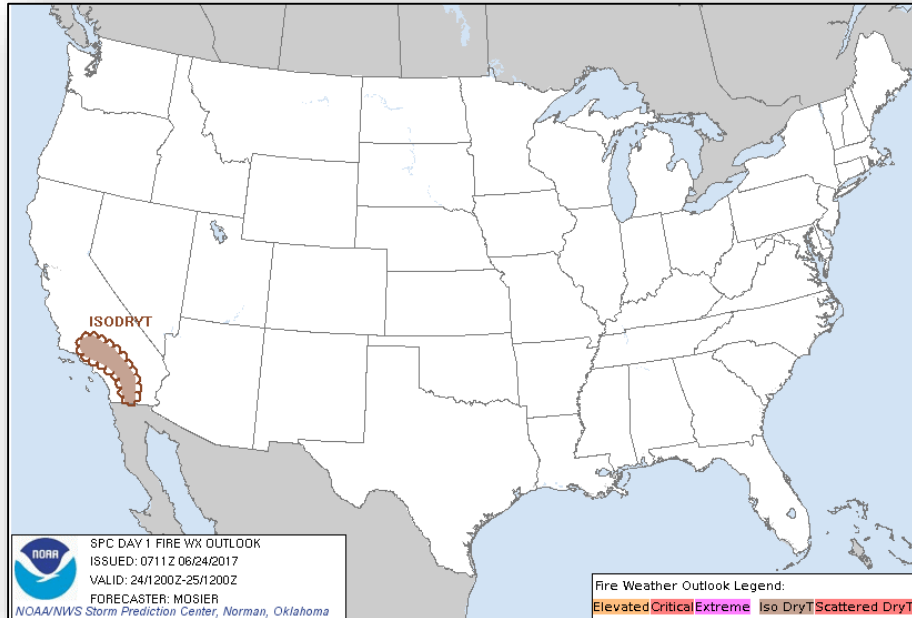 ISODRYT
NOAA
SPC DAY 1 FIRE WX OUTLOOK
ISSUED: 0711Z 06/24/2017
VALID: 24/1200Z-25/1200Z
FORECASTER: MOSIER
NOAA/NWS Storm Prediction Center, Norman, Oklahoma
Fire Weather Outlook Legend:
Elevated Critical Extreme Iso DryT Scattered DryT